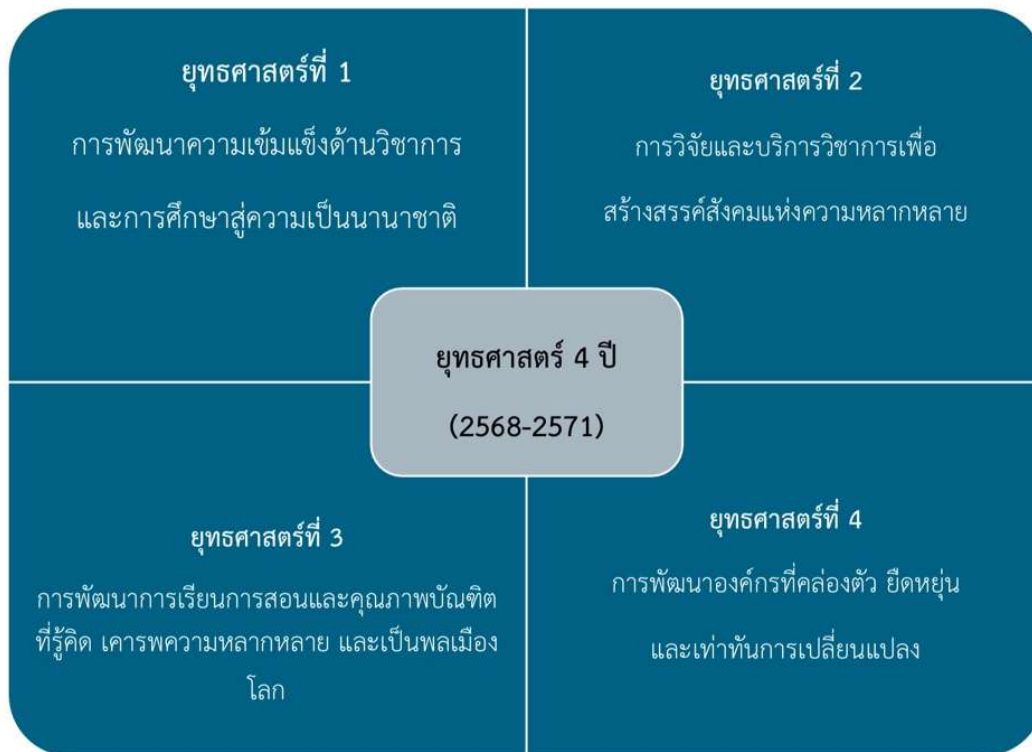 ยุทธศาสตร์ที่ 1
การพัฒนาความเข้มแข็งด้านวิชาการ
และการศึกษาสู่ความเป็นนานาชาติ
ยุทธศาสตร์ที่ 2
การวิจัยและบริการวิชาการเพื่อ
สร้างสรรค์สังคมแห่งความหลากหลาย
ยุทธศาสตร์ 4 ปี
(2568-2571)
ยุทธศาสตร์ที่ 3
การพัฒนาการเรียนการสอนและคุณภาพบัณฑิต
ที่รู้คิด เคารพความหลากหลาย และเป็นพลเมือง
โลก
ยุทธศาสตร์ที่ 4
การพัฒนาองค์กรที่คล่องตัว ยืดหยุ่น
และเท่าทันการเปลี่ยนแปลง